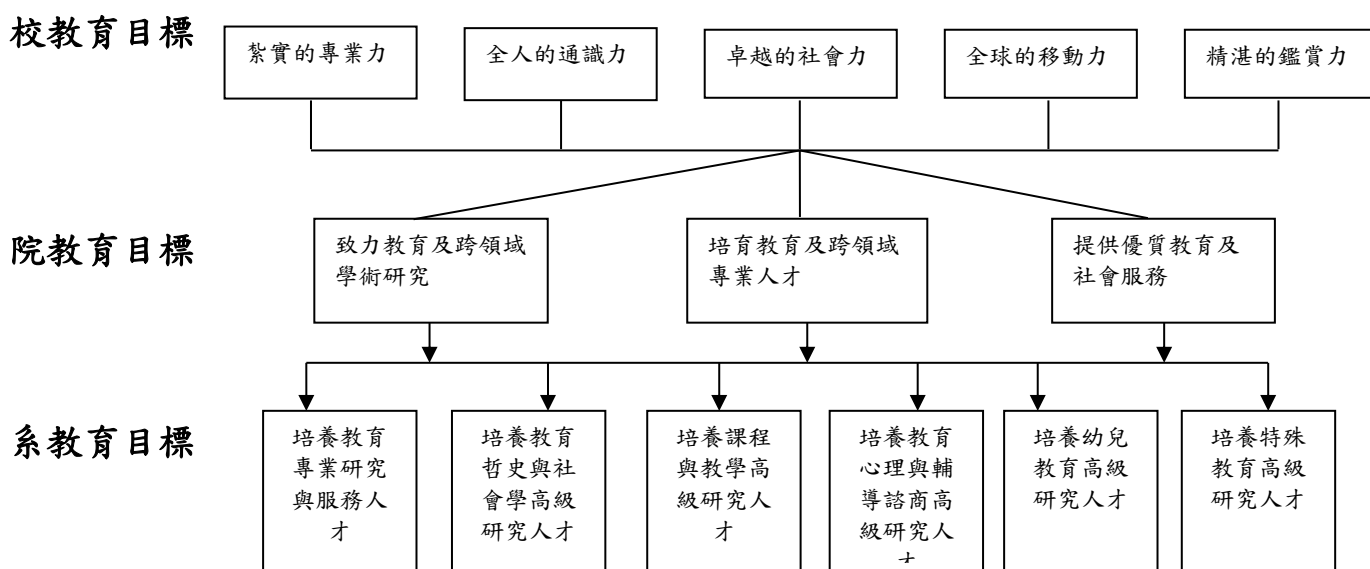 校教育目標
紮實的專業力
全人的通識力
卓越的社會力
全球的移動力
精湛的鑑賞力
院教育目標
致力教育及跨領域
學術研究
培育教育及跨領域
專業人才
提供優質教育及
社會服務
系教育目標
培養教育
專業研究
與服務人
才
培養教育
哲史與社
會學高級
研究人才
培養課程
與教學高
級研究人
才
培養教育
心理與輔
導諮商高
級研究人
才
培養幼兒
教育高級
研究人才
培養特殊
教育高級
研究人才